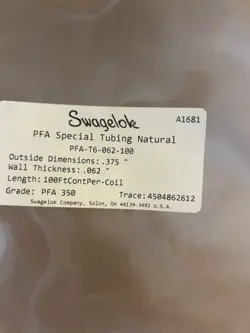 Swagelok
A1681
PFA Special Tubing Natural
PFA-T6-062-100
Outside Dimensions:.375 "
Wall Thickness:.062 "
Length:100FtContPer-Coil
Grade: PFA 350
Trace:4504862612
Swagelok Company, Solon, OH 44139-3492 U.S.A.